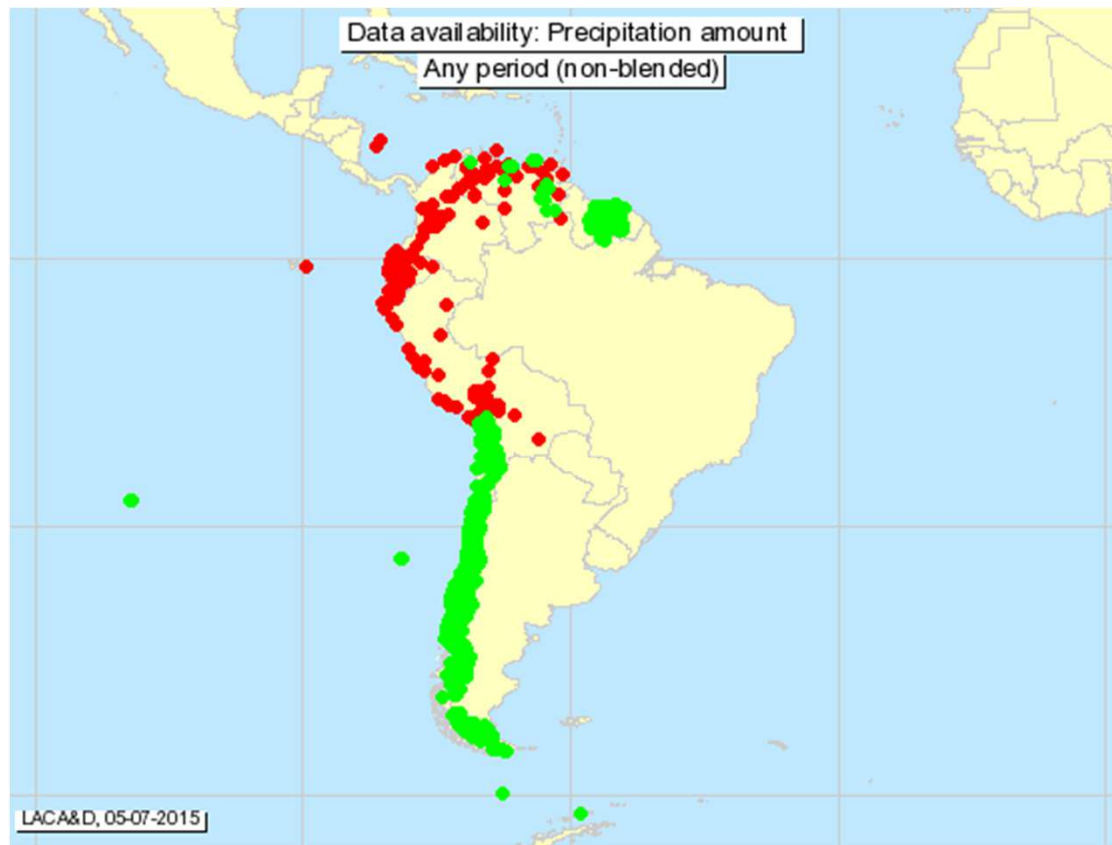 Data availability: Precipitation amount
Any period (non-blended)
LACA&D, 05-07-2015